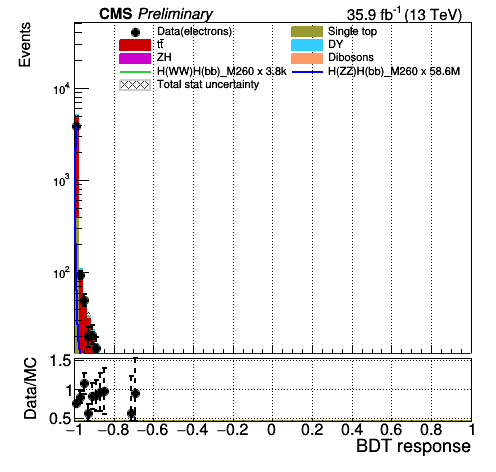 CMS Preliminary 35.9 fb⁻¹ (13 TeV)
Events
Data(electrons) Single top
tt̄ DY
ZH Dibosons
H(WW)H(bb)_M260 x 3.8k H(ZZ)H(bb)_M260 x 58.6M
Total stat uncertainty
10⁴
10³
10²
Data/MC
1.5
1
0.5
−1 −0.8 −0.6 −0.4 −0.2 0 0.2 0.4 0.6 0.8 1
BDT response